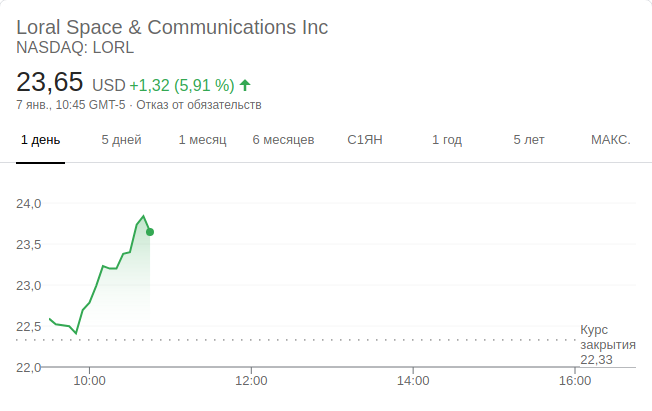 Loral Space & Communications Inc
NASDAQ: LORL
23,65 USD +1,32 (5,91 %)
7 янв., 10:45 GMT-5 · Отказ от обязательств
1 день 5 дней 1 месяц 6 месяцев С1ЯН 1 год 5 лет МАКС.
24,0
23,5
23,0
22,5
22,0
Курс
закрытия
22,33
10:00 12:00 14:00 16:00